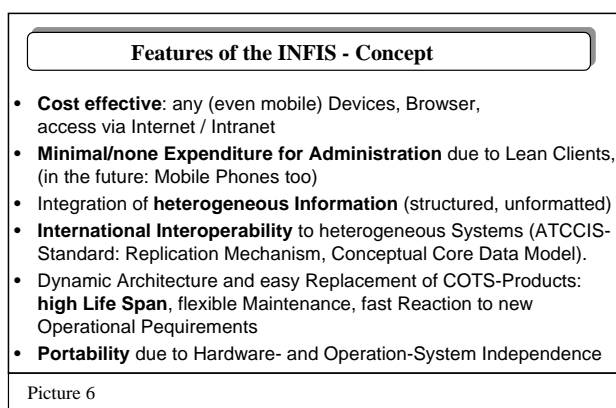 Features of the INFIS - Concept
• Cost effective: any (even mobile) Devices, Browser,
access via Internet / Intranet
• Minimal/none Expenditure for Administration due to Lean Clients,
(in the future: Mobile Phones too)
• Integration of heterogeneous Information (structured, unformatted)
• International Interoperability to heterogeneous Systems (ATCCIS-
Standard: Replication Mechanism, Conceptual Core Data Model).
• Dynamic Architecture and easy Replacement of COTS-Products:
high Life Span, flexible Maintenance, fast Reaction to new
Operational Pequirements
• Portability due to Hardware- and Operation-System Independence
Picture 6